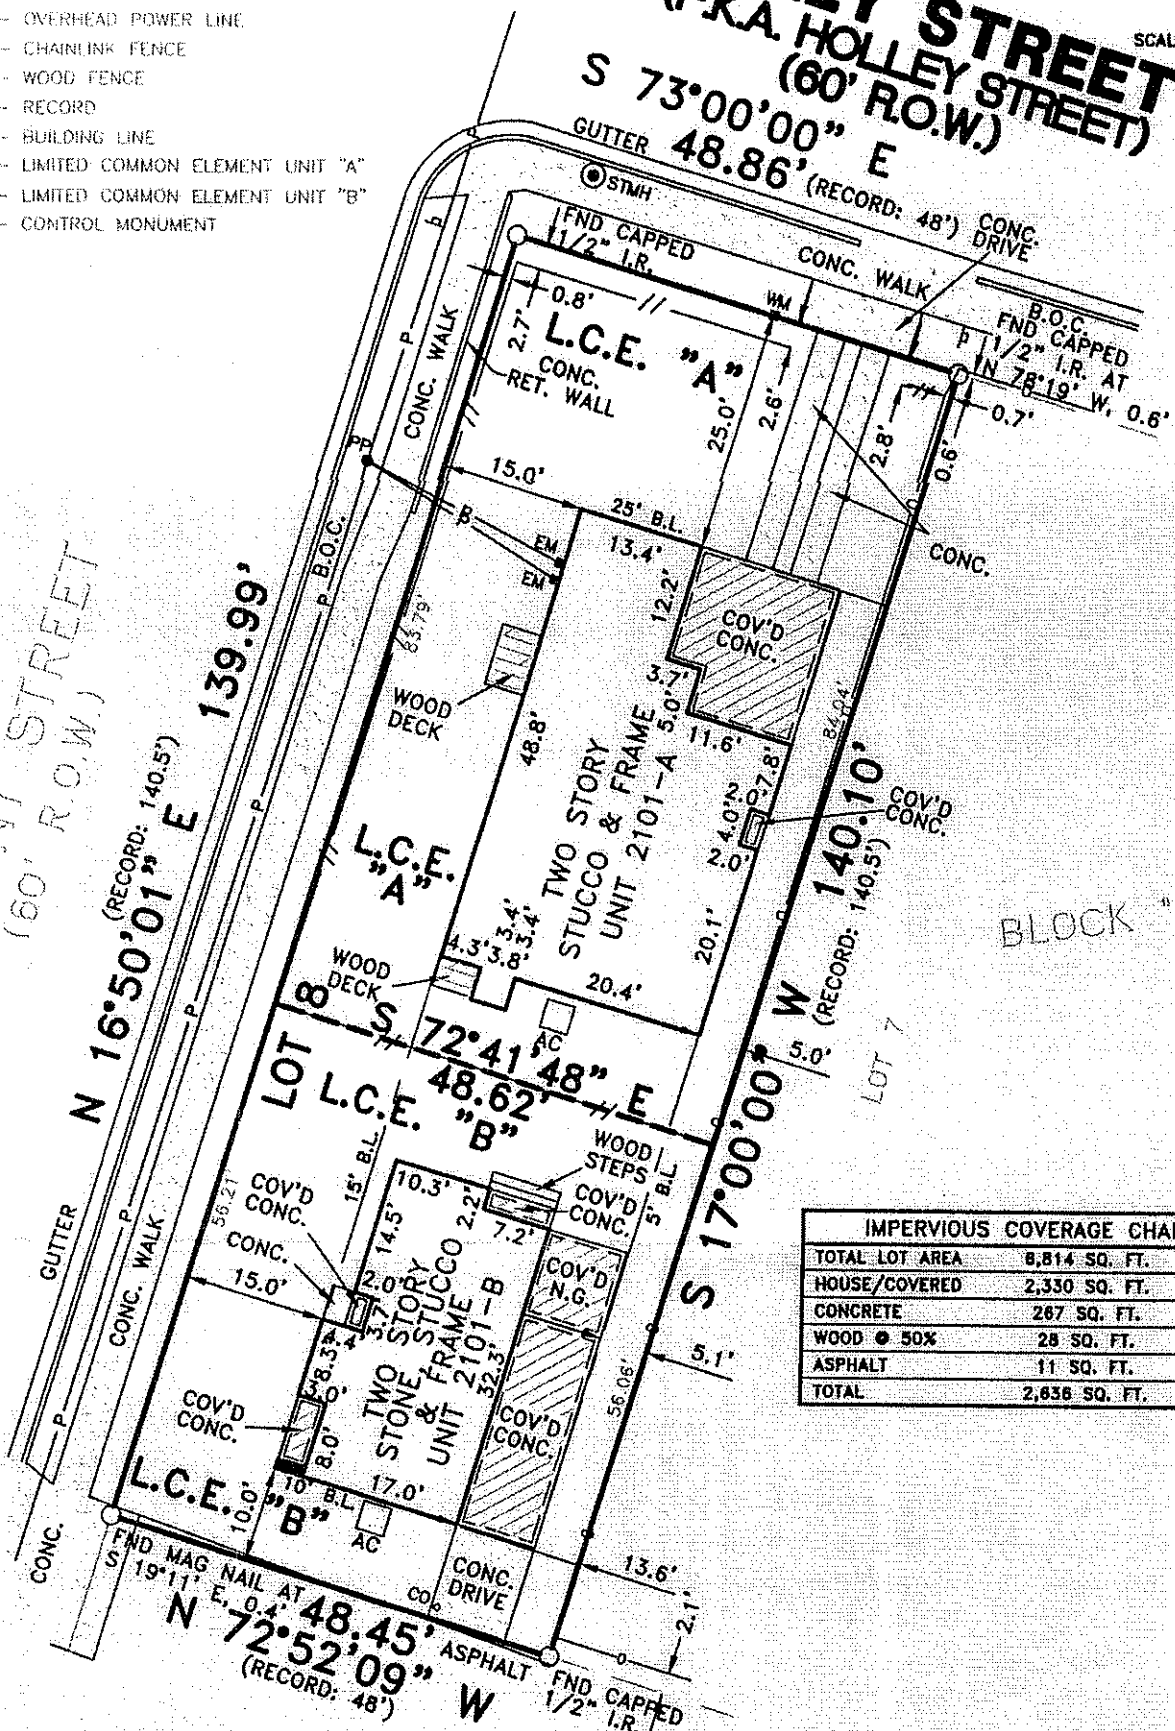 - OVERHEAD POWER LINE
- CHAINLINK FENCE
- WOOD FENCE
- RECORD
- BUILDING LINE
- LIMITED COMMON ELEMENT UNIT "A"
- LIMITED COMMON ELEMENT UNIT "B"
- CONTROL MONUMENT
STREET
SCAL
HOLLEY STREET)
(60' R.O.W.)
S 73°00'00" E
48.86' (RECORD: 48')
GUTTER
STMH
CONC. DRIVE
FND CAPPED
1/2" I.R.
CONC. WALK
B.O.C.
FND CAPPED
1/2" I.R. AT
N 78°19' W, 0.6'
WM
0.8'
2.7'
L.C.E. "A"
CONC.
RET. WALL
CONC. WALK
P
0.7'
25.0'
2.6'
2.8'
0.6'
PP
15.0'
25' B.L.
13.4'
EM
EM
CONC.
12.2'
COV'D
CONC.
3.7'
5.0'
11.6'
7.8'
B.O.C.
P
139.99'
83.79'
WOOD
DECK
48.8'
TWO STORY
STUCCO & FRAME
UNIT 2101-A
84.04'
2.0'
4.0'
2.0'
COV'D
CONC.
140.10'
(RECORD: 140.5')
STREET
(60' R.O.W.)
N 16°50'01" E
(RECORD: 140.5')
L.C.E.
"A"
BLOCK "
20.1'
3.4'
3.4'
4.3'
3.8'
20.4'
WOOD
DECK
AC
LOT 8
S 72°41'48" E
48.62'
5.0'
LOT 7
S 17°00'00" W
L.C.E. "B"
15' B.L.
WOOD
STEPS
5' B.L.
10.3'
2.2'
7.2'
COV'D
CONC.
COV'D
CONC.
CONC.
56.21
15.0'
14.5'
2.0'
3.7'
4.4
8.3'
TWO STORY
STONE, STUCCO
& FRAME
UNIT 2101-B
32.3'
COV'D
N.G.
COV'D
CONC.
56.06'
5.1'
GUTTER
CONC. WALK
P
COV'D
CONC.
8.0'
10' B.L.
17.0'
L.C.E. "B"
10.0'
AC
CONC.
DRIVE
CO
13.6'
2.1'
CONC.
FND MAG NAIL AT
S 19°11' E, 0.4'
48.45'
N 72°52'09" W
(RECORD: 48')
ASPHALT
FND CAPPED
1/2" I.R.
IMPERVIOUS COVERAGE CHA
TOTAL LOT AREA 6,814 SQ. FT.
HOUSE/COVERED 2,330 SQ. FT.
CONCRETE 267 SQ. FT.
WOOD @ 50% 28 SQ. FT.
ASPHALT 11 SQ. FT.
TOTAL 2,636 SQ. FT.